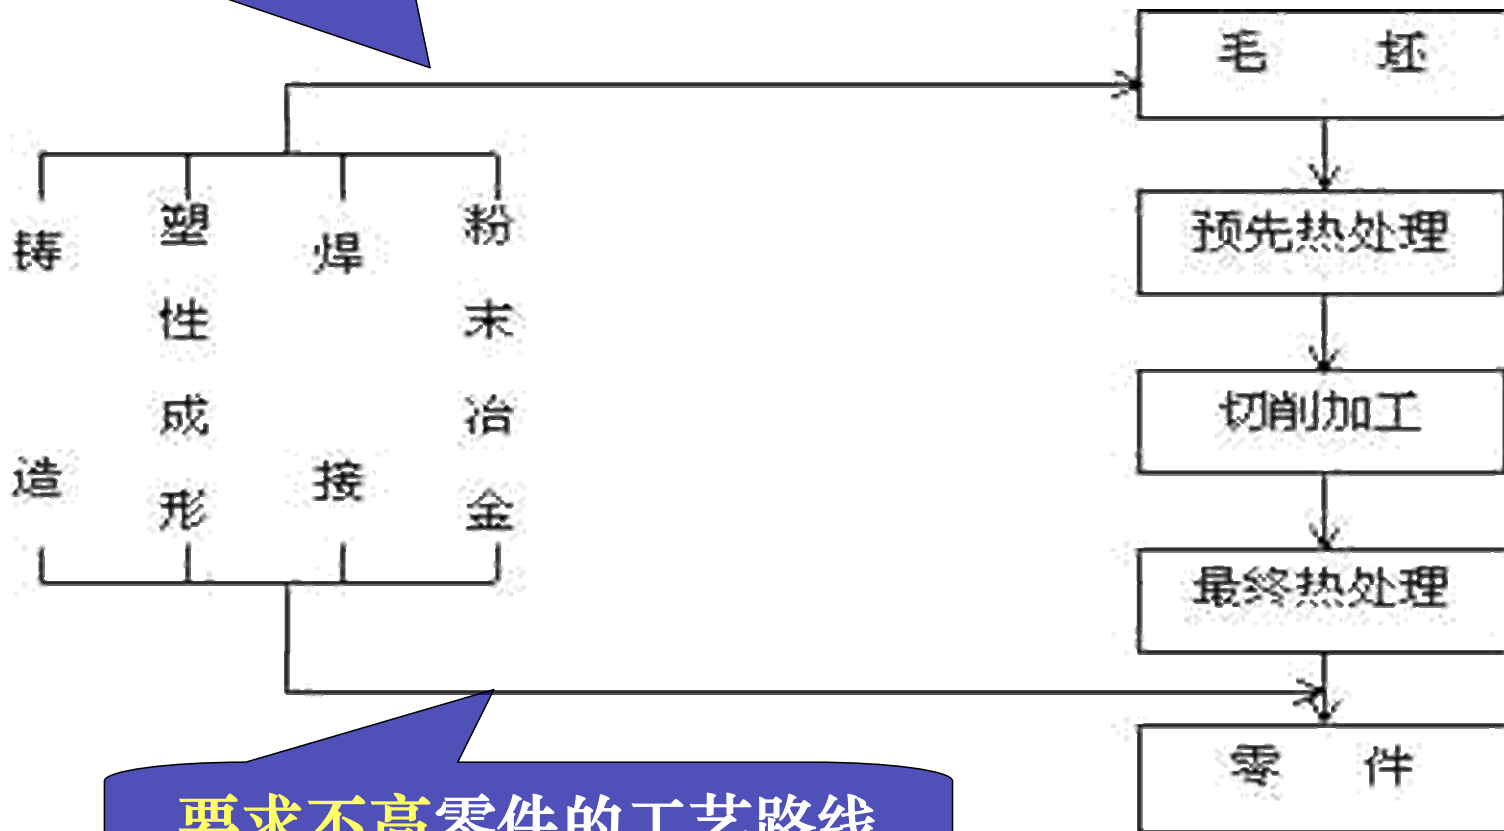 铸造
塑性成形
焊接
粉末冶金
毛坯
预先热处理
切削加工
最终热处理
零件
要求不高零件的工艺路线